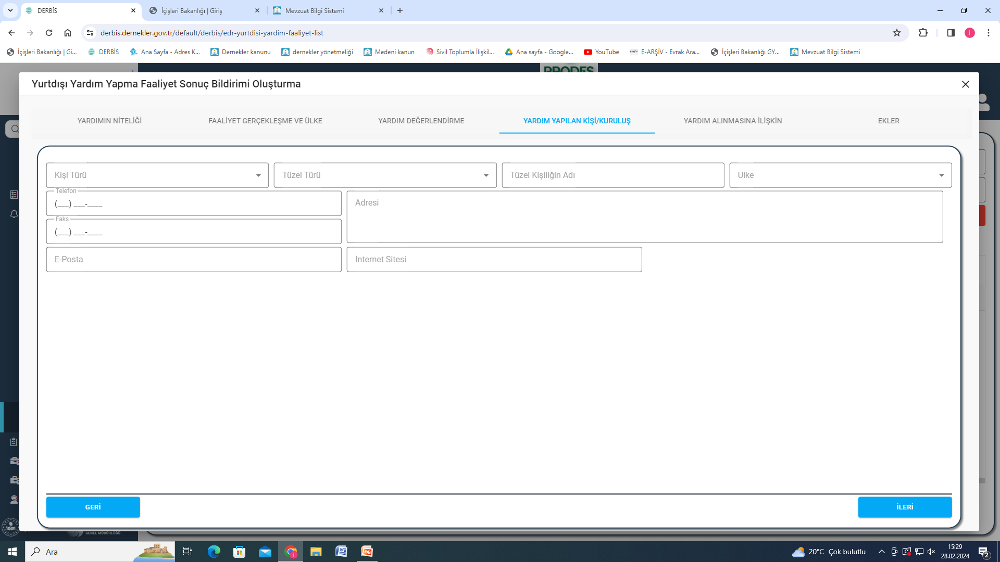 DERBİS
İçişleri Bakanlığı | Giriş
Mevzuat Bilgi Sistemi
derbis.dernekler.gov.tr/default/derbis/edr-yurtdisi-yardim-faaliyet-list
İçişleri Bakanlığı | Gi...
DERBİS
Ana Sayfa - Adres K...
Dernekler kanunu
dernekler yönetmeliği
Medeni kanun
Sivil Toplumla İlişkil...
Ana sayfa - Google...
YouTube
E-ARŞİV - Evrak Ara...
İçişleri Bakanlığı GY...
Mevzuat Bilgi Sistemi
PRODES
Yurtdışı Yardım Yapma Faaliyet Sonuç Bildirimi Oluşturma
YARDIMIN NİTELİĞİ
FAALİYET GERÇEKLEŞME VE ÜLKE
YARDIM DEĞERLENDİRME
YARDIM YAPILAN KİŞİ/KURULUŞ
YARDIM ALINMASINA İLİŞKİN
EKLER
Kişi Türü
Tüzel Türü
Tüzel Kişiliğin Adı
Ülke
Telefon
(___) ___-____
Adresi
Faks
(___) ___-____
E-Posta
Internet Sitesi
GERİ
İLERİ
GENEL MÜDÜRLÜĞÜ
Ara
20°C Çok bulutlu
15:29
28.02.2024
2